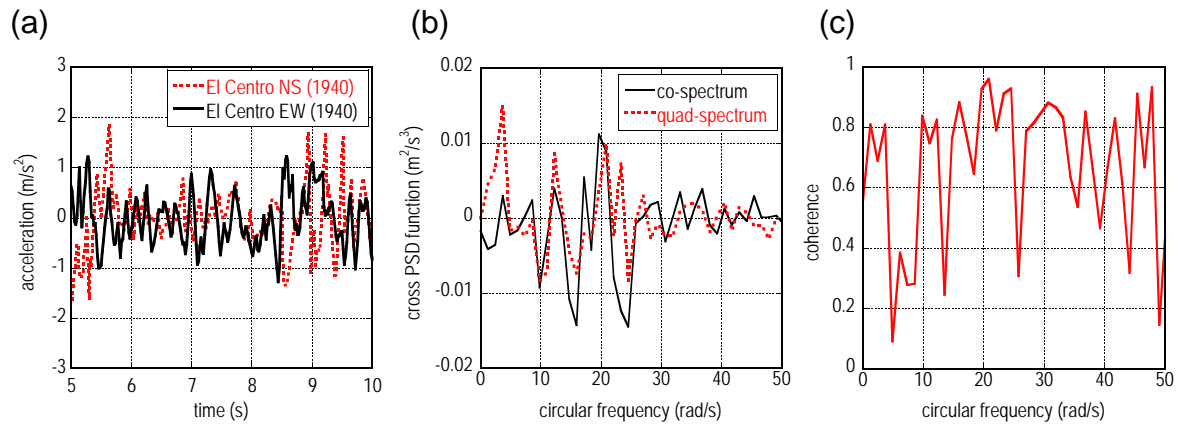 (a)
3
2
1
0
-1
-2
-3
5 6 7 8 9 10
acceleration (m/s²)
time (s)
El Centro NS (1940)
El Centro EW (1940)
(b)
0.02
0.01
0
-0.01
-0.02
0 10 20 30 40 50
cross PSD function (m²/s³)
circular frequency (rad/s)
co-spectrum
quad-spectrum
(c)
1
0.8
0.6
0.4
0.2
0
0 10 20 30 40 50
coherence
circular frequency (rad/s)